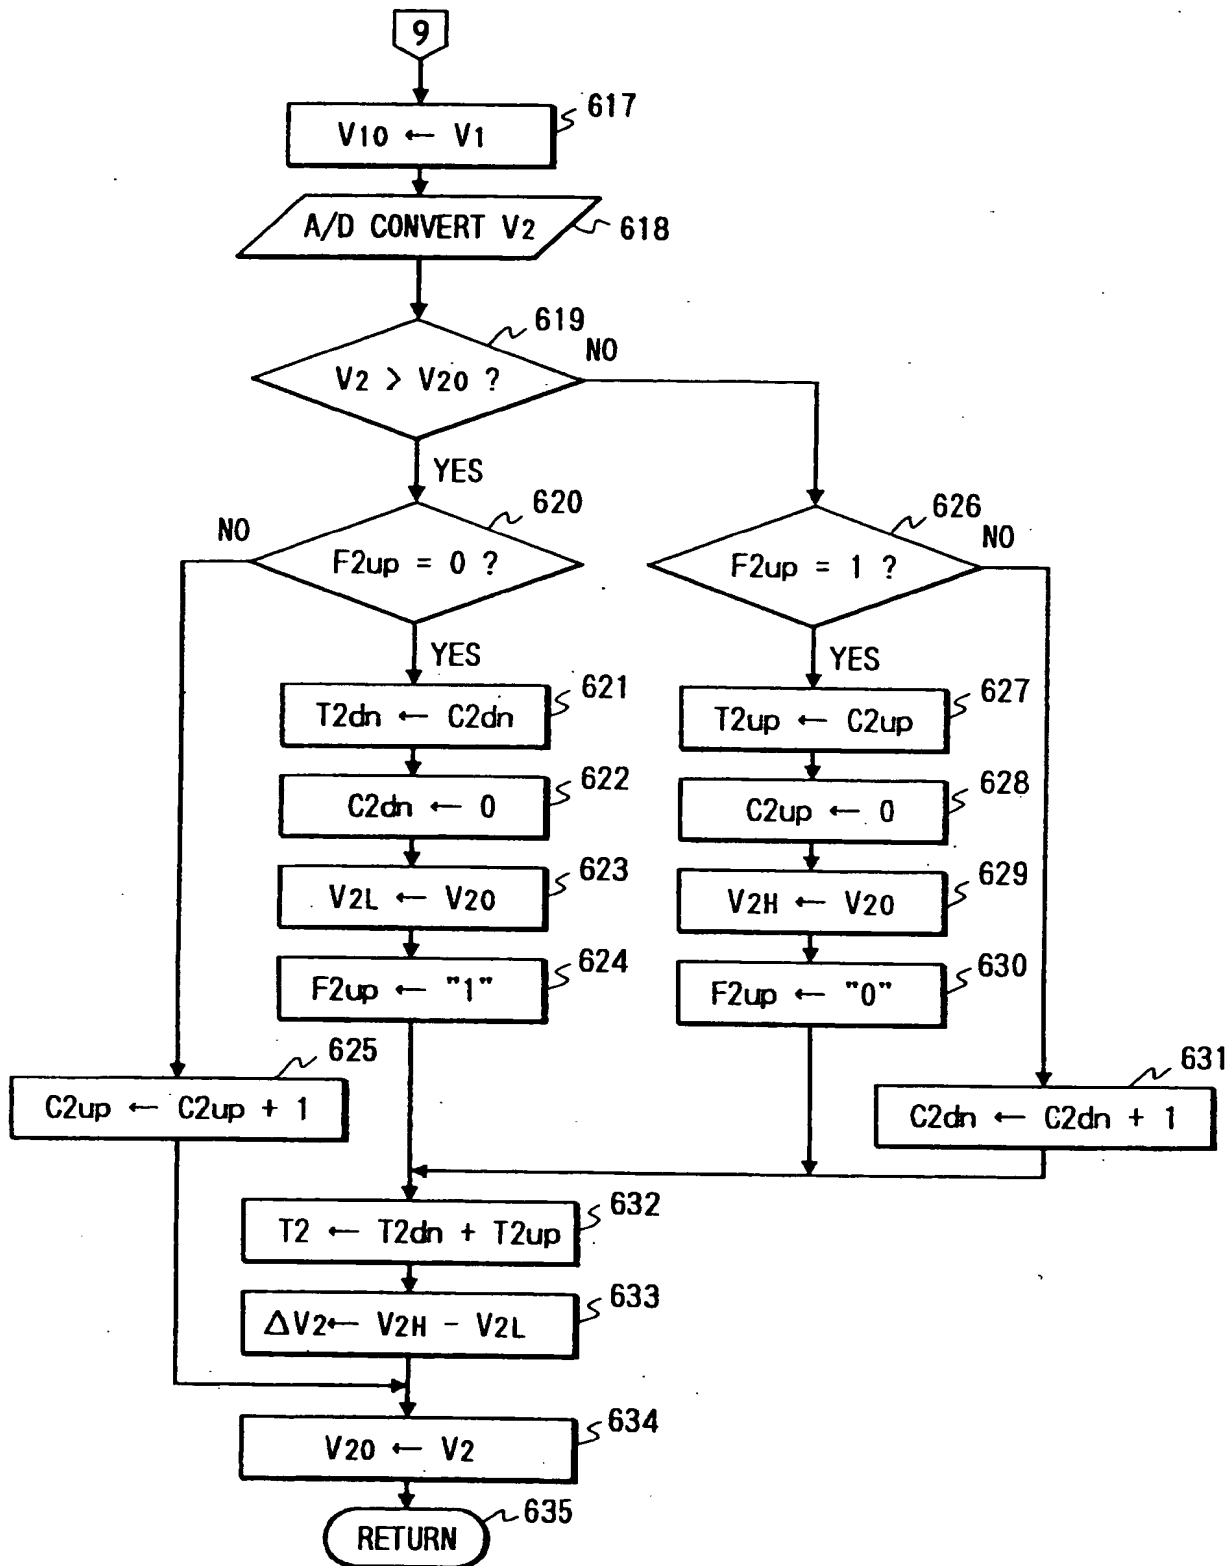 9
V10 ← V1
617
A/D CONVERT V2
618
619
V2 > V20 ?
NO
YES
620
NO
F2up = 0 ?
YES
626
NO
F2up = 1 ?
YES
T2dn ← C2dn
621
C2dn ← 0
622
V2L ← V20
623
F2up ← "1"
624
T2up ← C2up
627
C2up ← 0
628
V2H ← V20
629
F2up ← "0"
630
625
C2up ← C2up + 1
631
C2dn ← C2dn + 1
T2 ← T2dn + T2up
632
ΔV2← V2H - V2L
633
V20 ← V2
634
RETURN
635